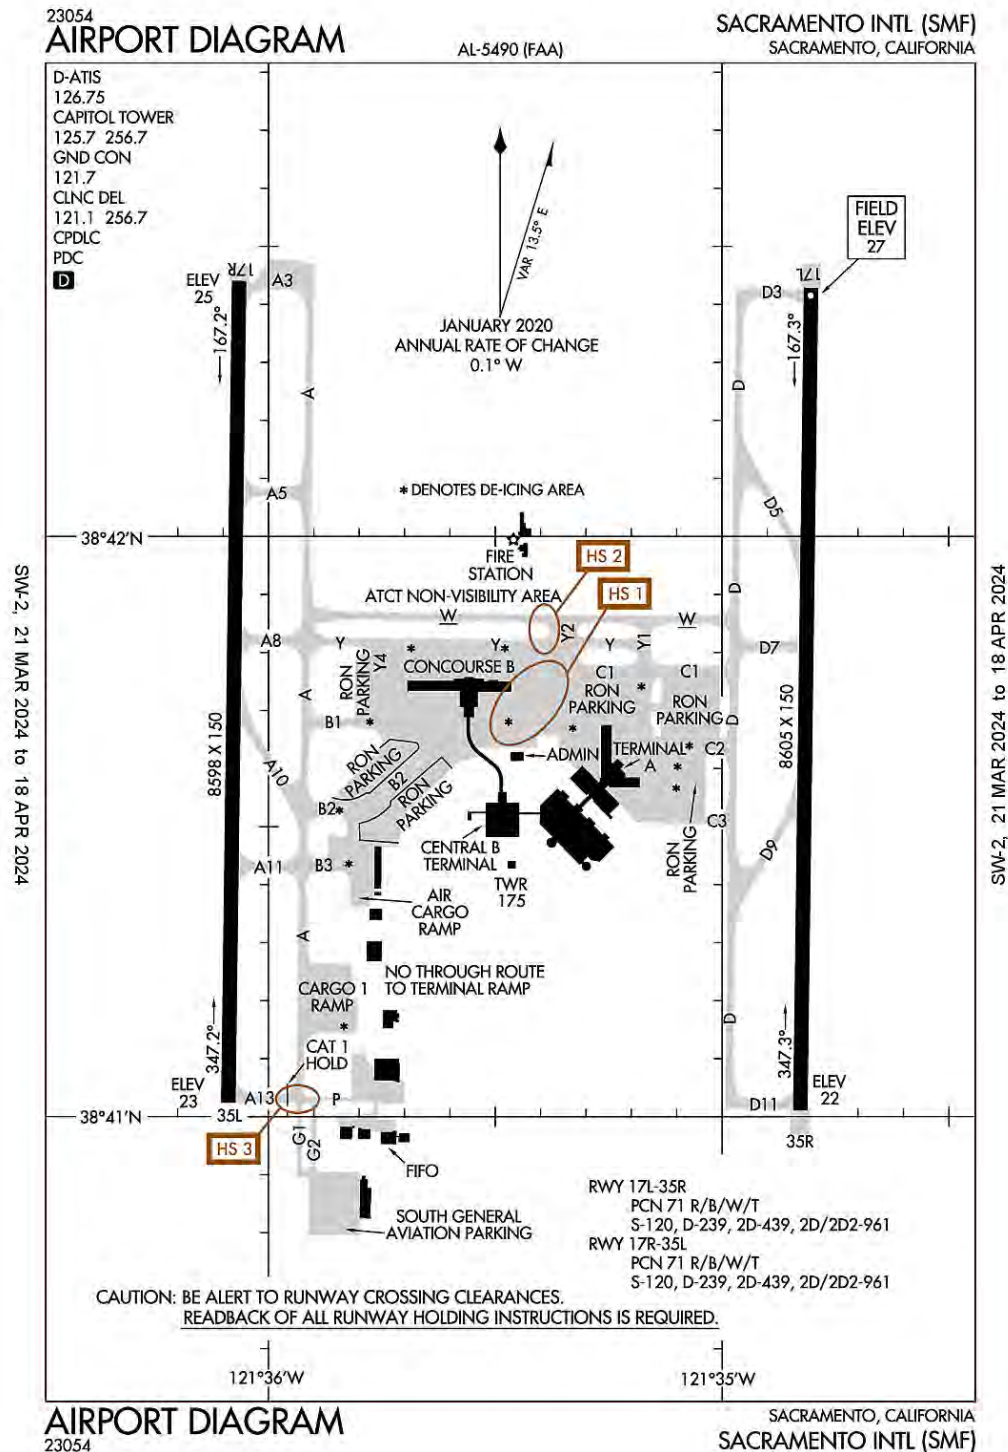 23054
AIRPORT DIAGRAM
AL-5490 (FAA)
SACRAMENTO INTL (SMF)
SACRAMENTO, CALIFORNIA
D-ATIS
126.75
CAPITOL TOWER
125.7 256.7
GND CON
121.7
CLNC DEL
121.1 256.7
CPDLC
PDC
D
VAR 13.5° E
JANUARY 2020
ANNUAL RATE OF CHANGE
0.1° W
FIELD
ELEV
27
ELEV
25
17R
A3
167.2°
A
17L
D3
167.3°
D
A5
D5
* DENOTES DE-ICING AREA
38°42'N
FIRE
STATION
HS 2
HS 1
ATCT NON-VISIBILITY AREA
W
W
D
A8
Y
Y4
Y
Y2
Y
Y1
D7
RON
PARKING
CONCOURSE B
C1
C1
RON
PARKING
RON
PARKING
A
B1
D
8598 X 150
8605 X 150
A10
RON
PARKING
B2
RON
PARKING
B2
ADMIN
TERMINAL
A
C2
C3
RON
PARKING
D9
CENTRAL B
TERMINAL
TWR
175
A11
B3
AIR
CARGO
RAMP
A
NO THROUGH ROUTE
TO TERMINAL RAMP
CARGO 1
RAMP
D
347.2°
347.3°
CAT 1
HOLD
ELEV
23
A13
P
35L
D11
ELEV
22
35R
38°41'N
HS 3
G1
G2
FIFO
SOUTH GENERAL
AVIATION PARKING
RWY 17L-35R
PCN 71 R/B/W/T
S-120, D-239, 2D-439, 2D/2D2-961
RWY 17R-35L
PCN 71 R/B/W/T
S-120, D-239, 2D-439, 2D/2D2-961
CAUTION: BE ALERT TO RUNWAY CROSSING CLEARANCES.
READBACK OF ALL RUNWAY HOLDING INSTRUCTIONS IS REQUIRED.
121°36'W
121°35'W
SW-2, 21 MAR 2024 to 18 APR 2024
SW-2, 21 MAR 2024 to 18 APR 2024
AIRPORT DIAGRAM
23054
SACRAMENTO, CALIFORNIA
SACRAMENTO INTL (SMF)